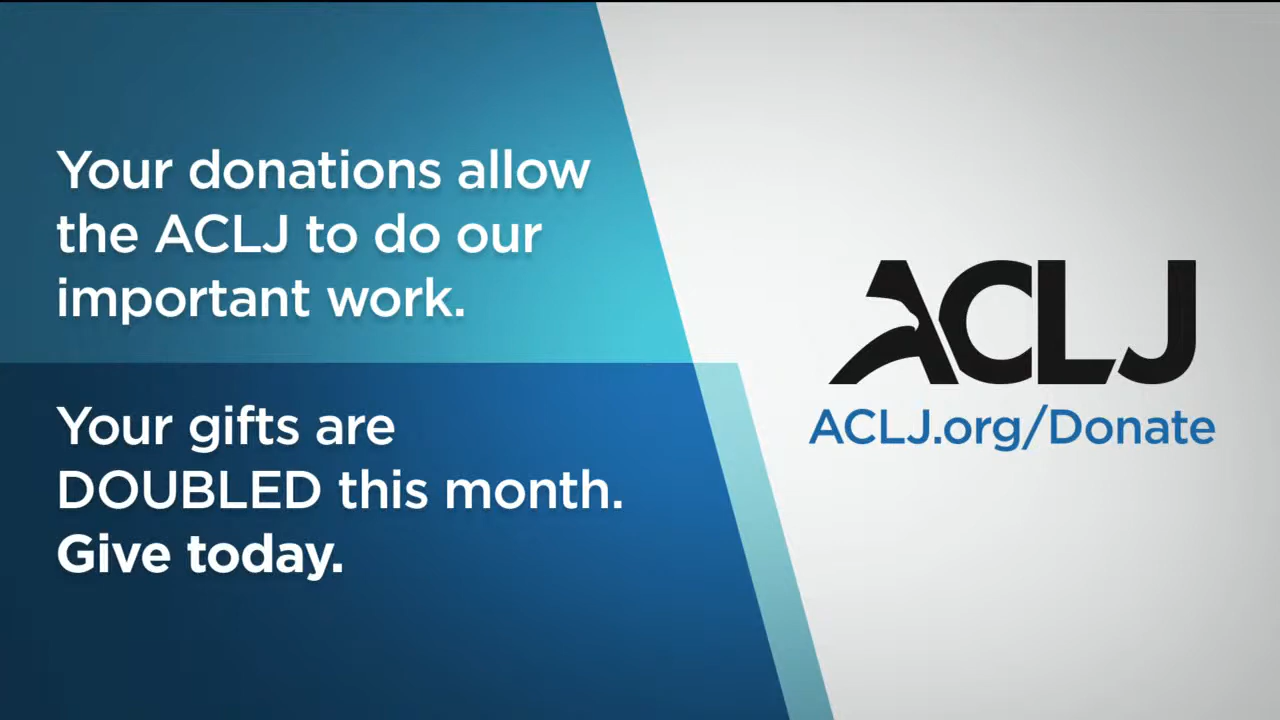 Your donations allow
the ACLJ to do our
important work.
Your gifts are
DOUBLED this month.
Give today.
ACLJ
ACLJ.org/Donate